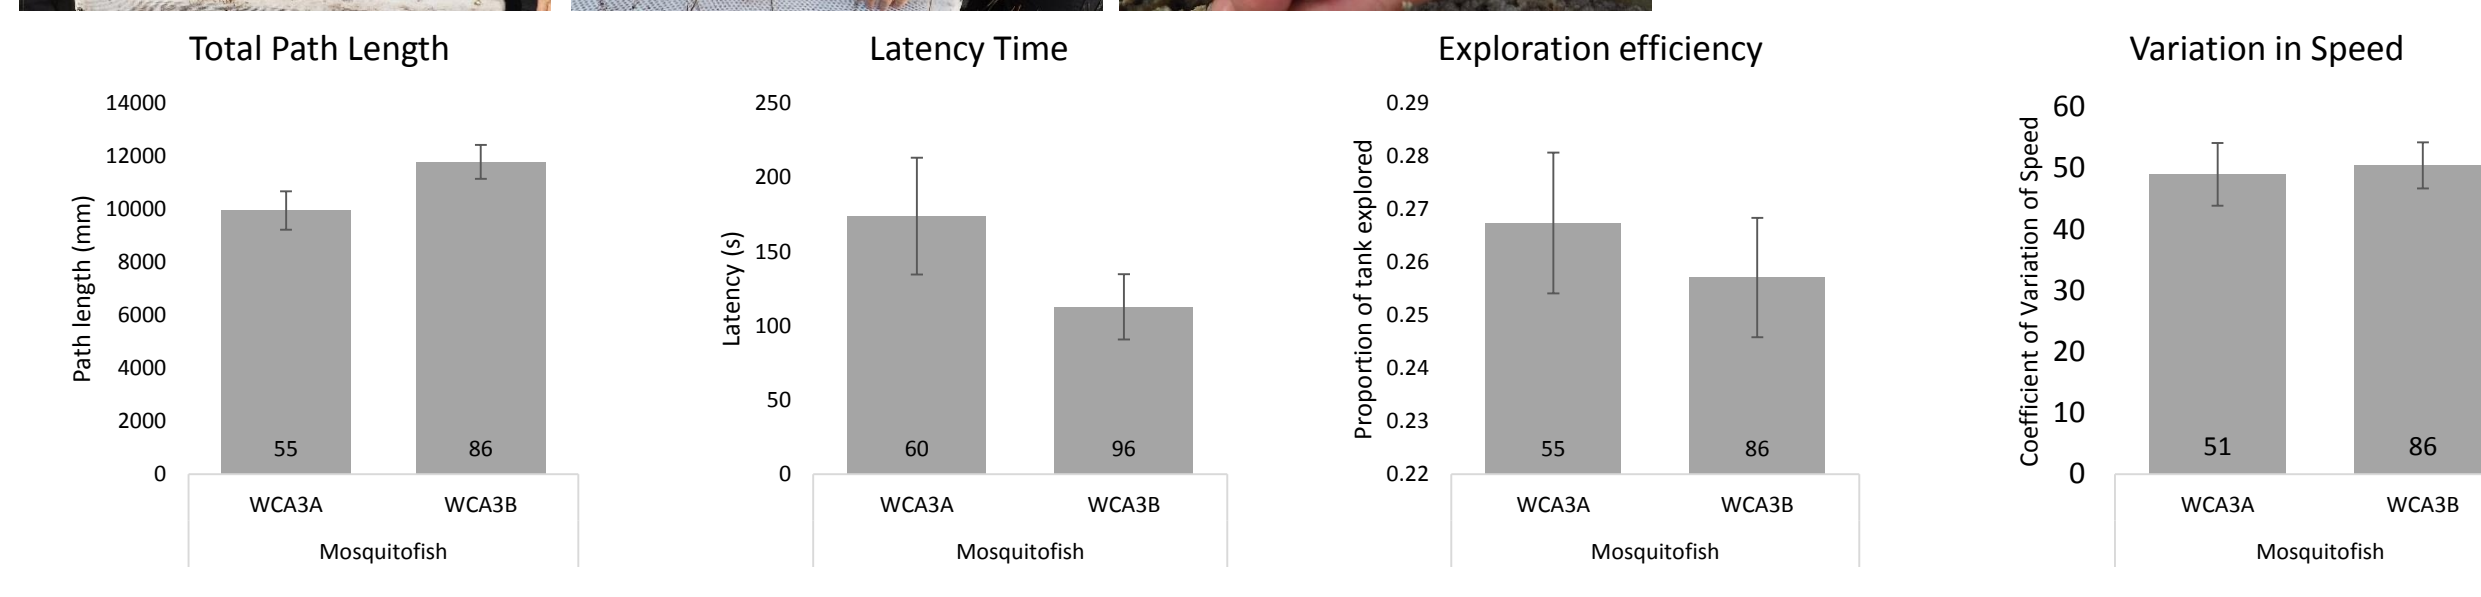 Total Path Length
Path length (mm)
14000
12000
10000
8000
6000
4000
2000
0
55
86
WCA3A
WCA3B
Mosquitofish
Latency Time
Latency (s)
250
200
150
100
50
0
60
96
WCA3A
WCA3B
Mosquitofish
Exploration efficiency
Proportion of tank explored
0.29
0.28
0.27
0.26
0.25
0.24
0.23
0.22
55
86
WCA3A
WCA3B
Mosquitofish
Variation in Speed
Coefficient of Variation of Speed
60
50
40
30
20
10
0
51
86
WCA3A
WCA3B
Mosquitofish